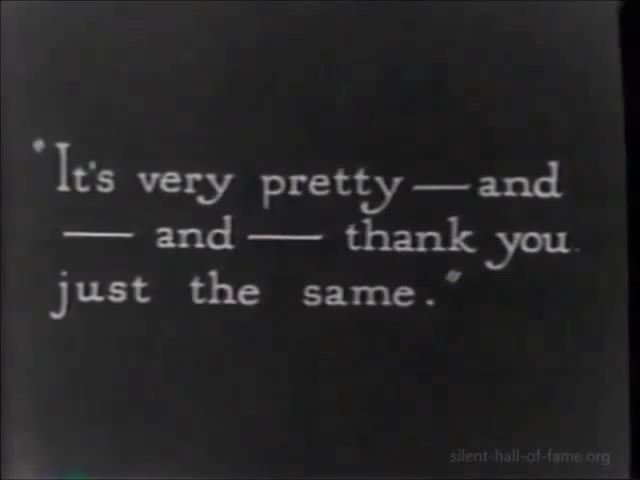 "It's very pretty — and
— and — thank you
just the same."
silent-hall-of-fame.org